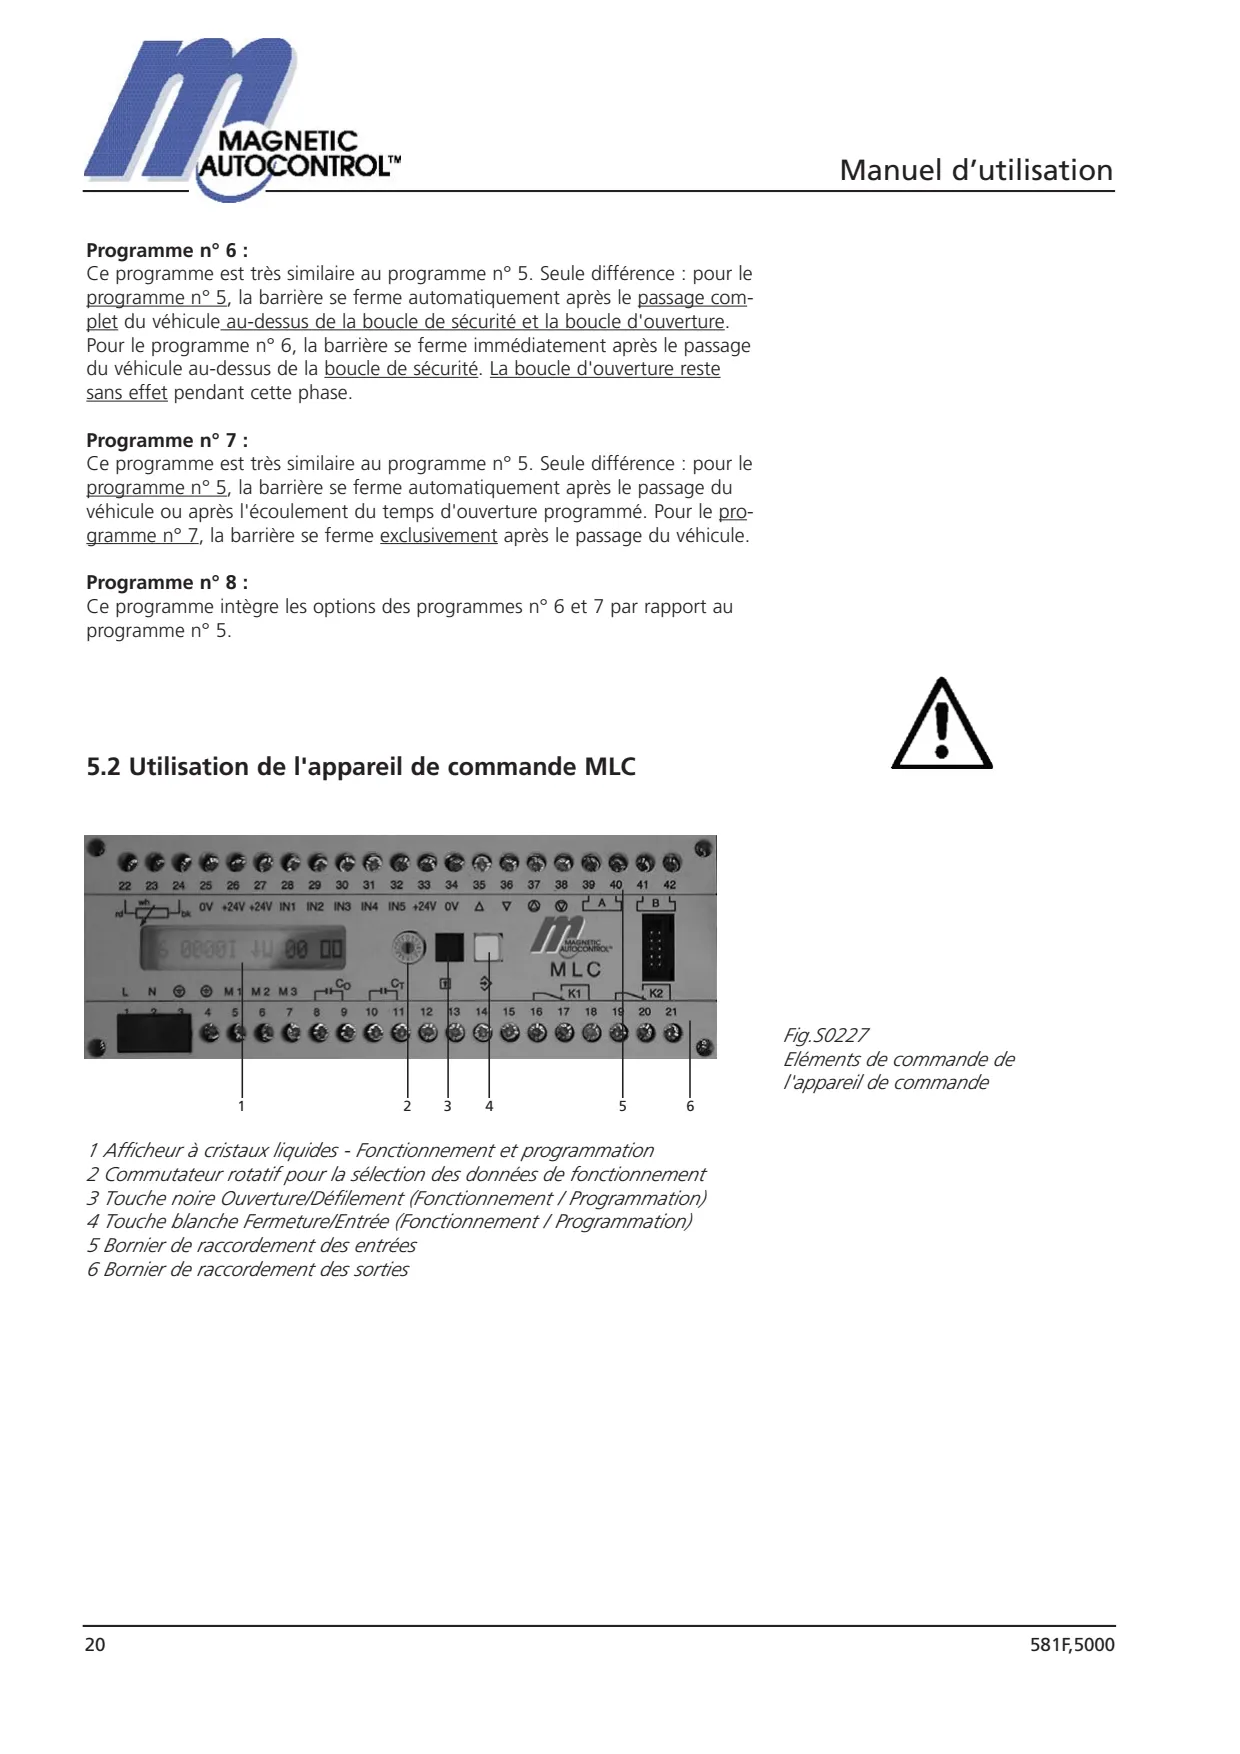 MAGNETIC
AUTOCONTROL™
Manuel d’utilisation
Programme n° 6 :
Ce programme est très similaire au programme n° 5. Seule différence : pour le
programme n° 5, la barrière se ferme automatiquement après le passage com-
plet du véhicule au-dessus de la boucle de sécurité et la boucle d'ouverture.
Pour le programme n° 6, la barrière se ferme immédiatement après le passage
du véhicule au-dessus de la boucle de sécurité. La boucle d'ouverture reste
sans effet pendant cette phase.
Programme n° 7 :
Ce programme est très similaire au programme n° 5. Seule différence : pour le
programme n° 5, la barrière se ferme automatiquement après le passage du
véhicule ou après l'écoulement du temps d'ouverture programmé. Pour le pro-
gramme n° 7, la barrière se ferme exclusivement après le passage du véhicule.
Programme n° 8 :
Ce programme intègre les options des programmes n° 6 et 7 par rapport au
programme n° 5.
5.2 Utilisation de l'appareil de commande MLC
22 23 24 25 26 27 28 29 30 31 32 33 34 35 36 37 38 39 40 41 42
rd wh bk 0V +24V +24V IN1 IN2 IN3 IN4 IN5 +24V 0V A B
MAGNETIC
AUTOCONTROL
MLC
L N M1 M2 M3 CO CT K1 K2
1 2 3 4 5 6 7 8 9 10 11 12 13 14 15 16 17 18 19 20 21
1 2 3 4 5 6
Fig.S0227
Eléments de commande de
l'appareil de commande
1 Afficheur à cristaux liquides - Fonctionnement et programmation
2 Commutateur rotatif pour la sélection des données de fonctionnement
3 Touche noire Ouverture/Défilement (Fonctionnement / Programmation)
4 Touche blanche Fermeture/Entrée (Fonctionnement / Programmation)
5 Bornier de raccordement des entrées
6 Bornier de raccordement des sorties
20
581F,5000